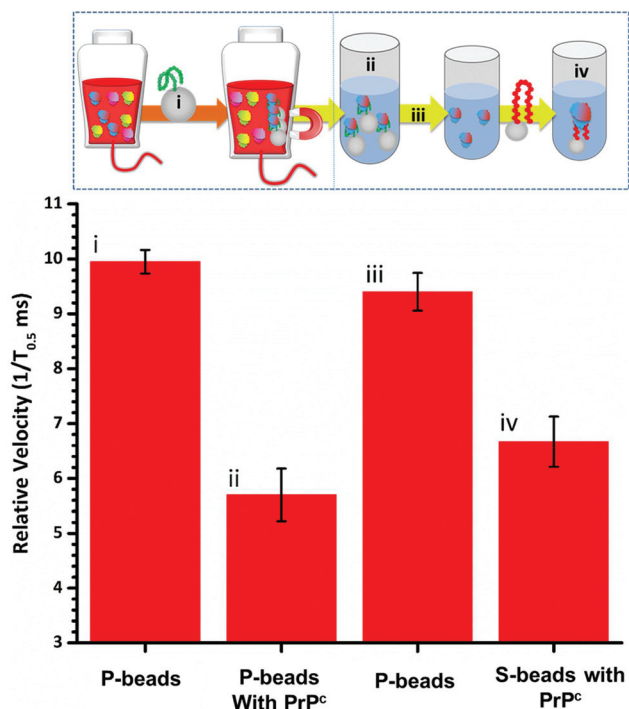 i
ii
iii
iv
11
10
9
8
7
6
5
4
3
Relative Velocity (1/T0.5 ms)
i
ii
iii
iv
P-beads
P-beads
With PrPᶜ
P-beads
S-beads with
PrPᶜ